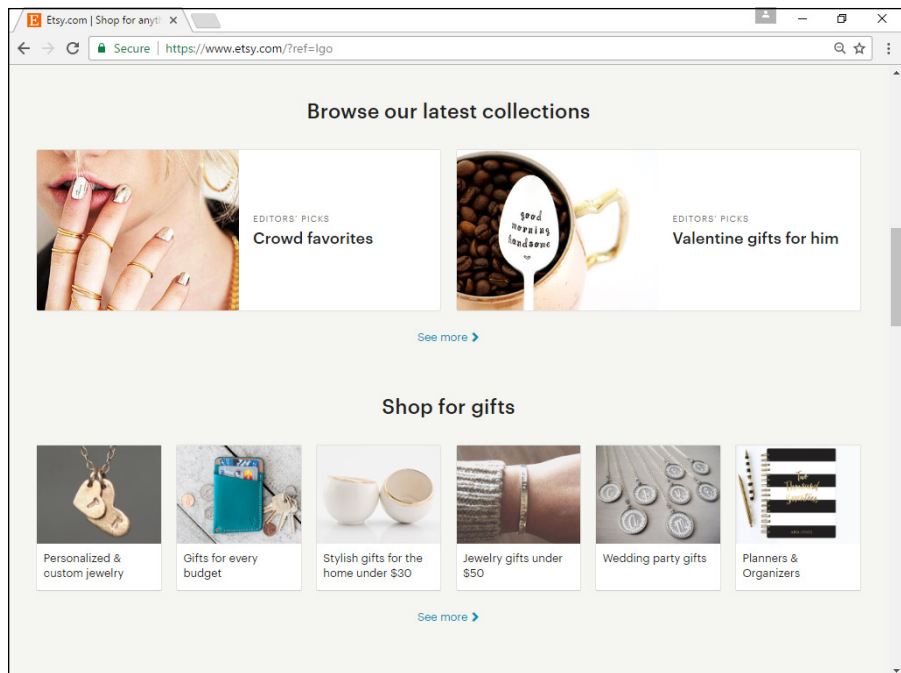 Etsy.com | Shop for anyth
Secure
https://www.etsy.com/?ref=lgo
Browse our latest collections
good
morning
handsome
EDITORS' PICKS
Crowd favorites
EDITORS' PICKS
Valentine gifts for him
See more
Shop for gifts
Two
Thousand
Seventeen
Personalized &
custom jewelry
Gifts for every
budget
Stylish gifts for the
home under $30
Jewelry gifts under
$50
Wedding party gifts
Planners &
Organizers
See more